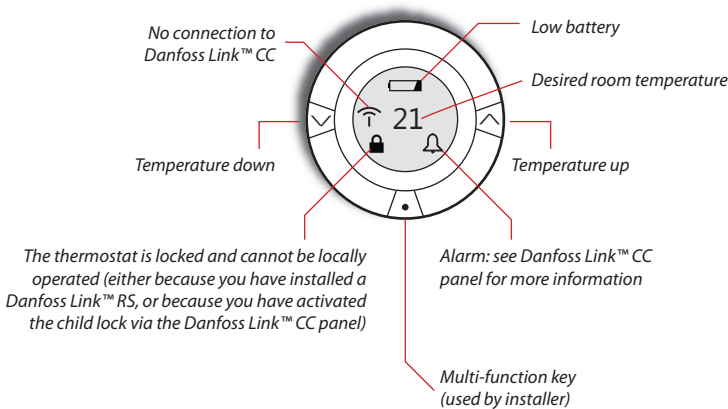 No connection to
Danfoss Link™ CC
Low battery
Desired room temperature
21
Temperature down
Temperature up
The thermostat is locked and cannot be locally
operated (either because you have installed a
Danfoss Link™ RS, or because you have activated
the child lock via the Danfoss Link™ CC panel)
Alarm: see Danfoss Link™ CC
panel for more information
Multi-function key
(used by installer)